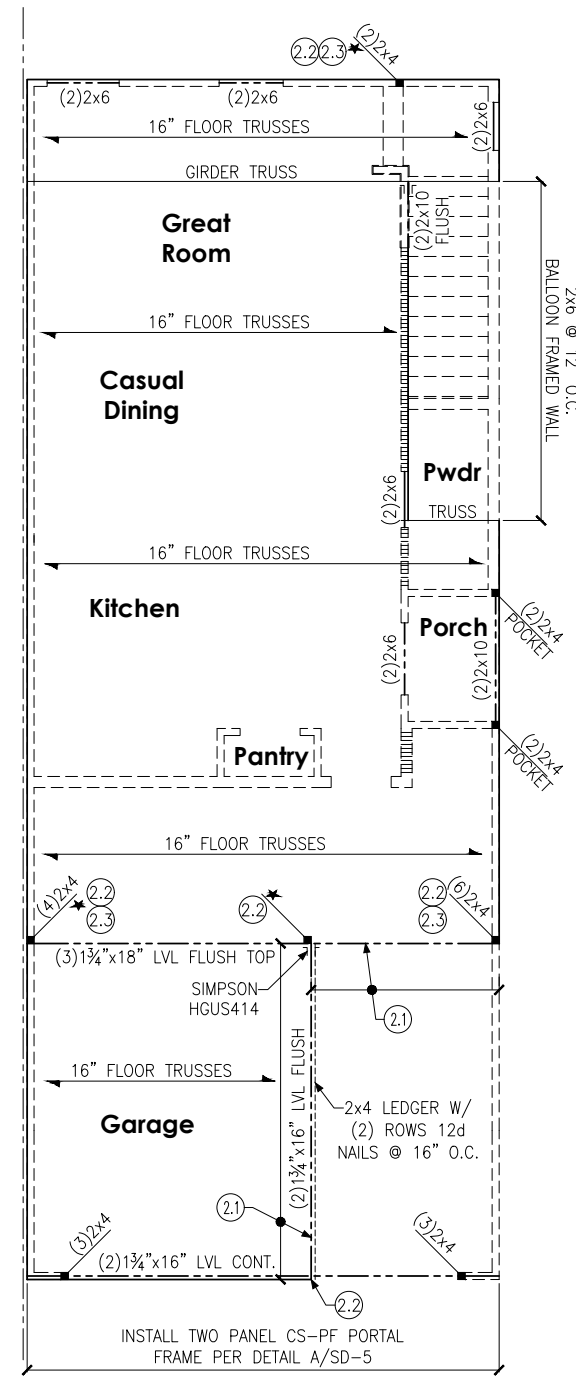 (2)2x4
2.2 2.3
(2)2x6
(2)2x6
(2)2x6
16” FLOOR TRUSSES
GIRDER TRUSS
(2)2x10
FLUSH
Great
Room
2x6 @ 12" O.C.
BALLOON FRAMED WALL
16” FLOOR TRUSSES
Casual
Dining
Pwdr
(2)2x6
TRUSS
16” FLOOR TRUSSES
Kitchen
Porch
(2)2x4
POCKET
(2)2x6
(2)2x10
(2)2x4
POCKET
Pantry
16” FLOOR TRUSSES
(4)2x4
2.2
2.3
2.2
2.2
2.3
(6)2x4
(3)1¾”x18” LVL FLUSH TOP
SIMPSON
HGUS414
2.1
16” FLOOR TRUSSES
(2)1¾”x16” LVL FLUSH
2x4 LEDGER W/
(2) ROWS 12d
NAILS @ 16” O.C.
Garage
2.1
(3)2x4
(3)2x4
(2)1¾”x16” LVL CONT.
2.2
INSTALL TWO PANEL CS-PF PORTAL
FRAME PER DETAIL A/SD-5